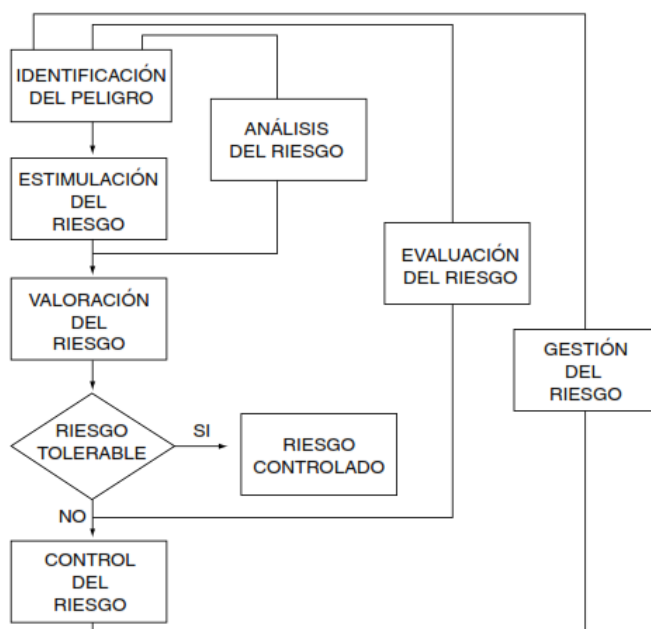 IDENTIFICACIÓN
DEL PELIGRO
ANÁLISIS
DEL RIESGO
ESTIMULACIÓN
DEL
RIESGO
EVALUACIÓN
DEL RIESGO
VALORACIÓN
DEL
RIESGO
GESTIÓN
DEL
RIESGO
RIESGO
TOLERABLE
SI
RIESGO
CONTROLADO
NO
CONTROL
DEL
RIESGO